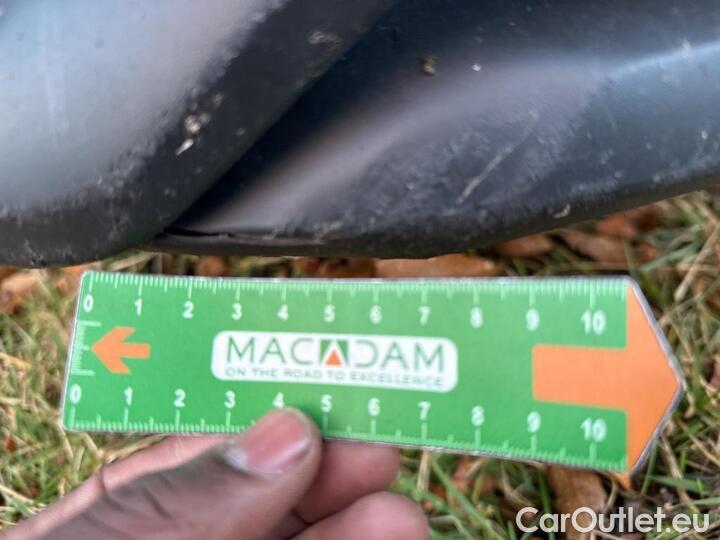 0 1 2 3 4 5 6 7 8 9 10
MACADAM
ON THE ROAD TO EXCELLENCE
0 1 2 3 4 5 6 7 8 9 10
CarOutlet.eu